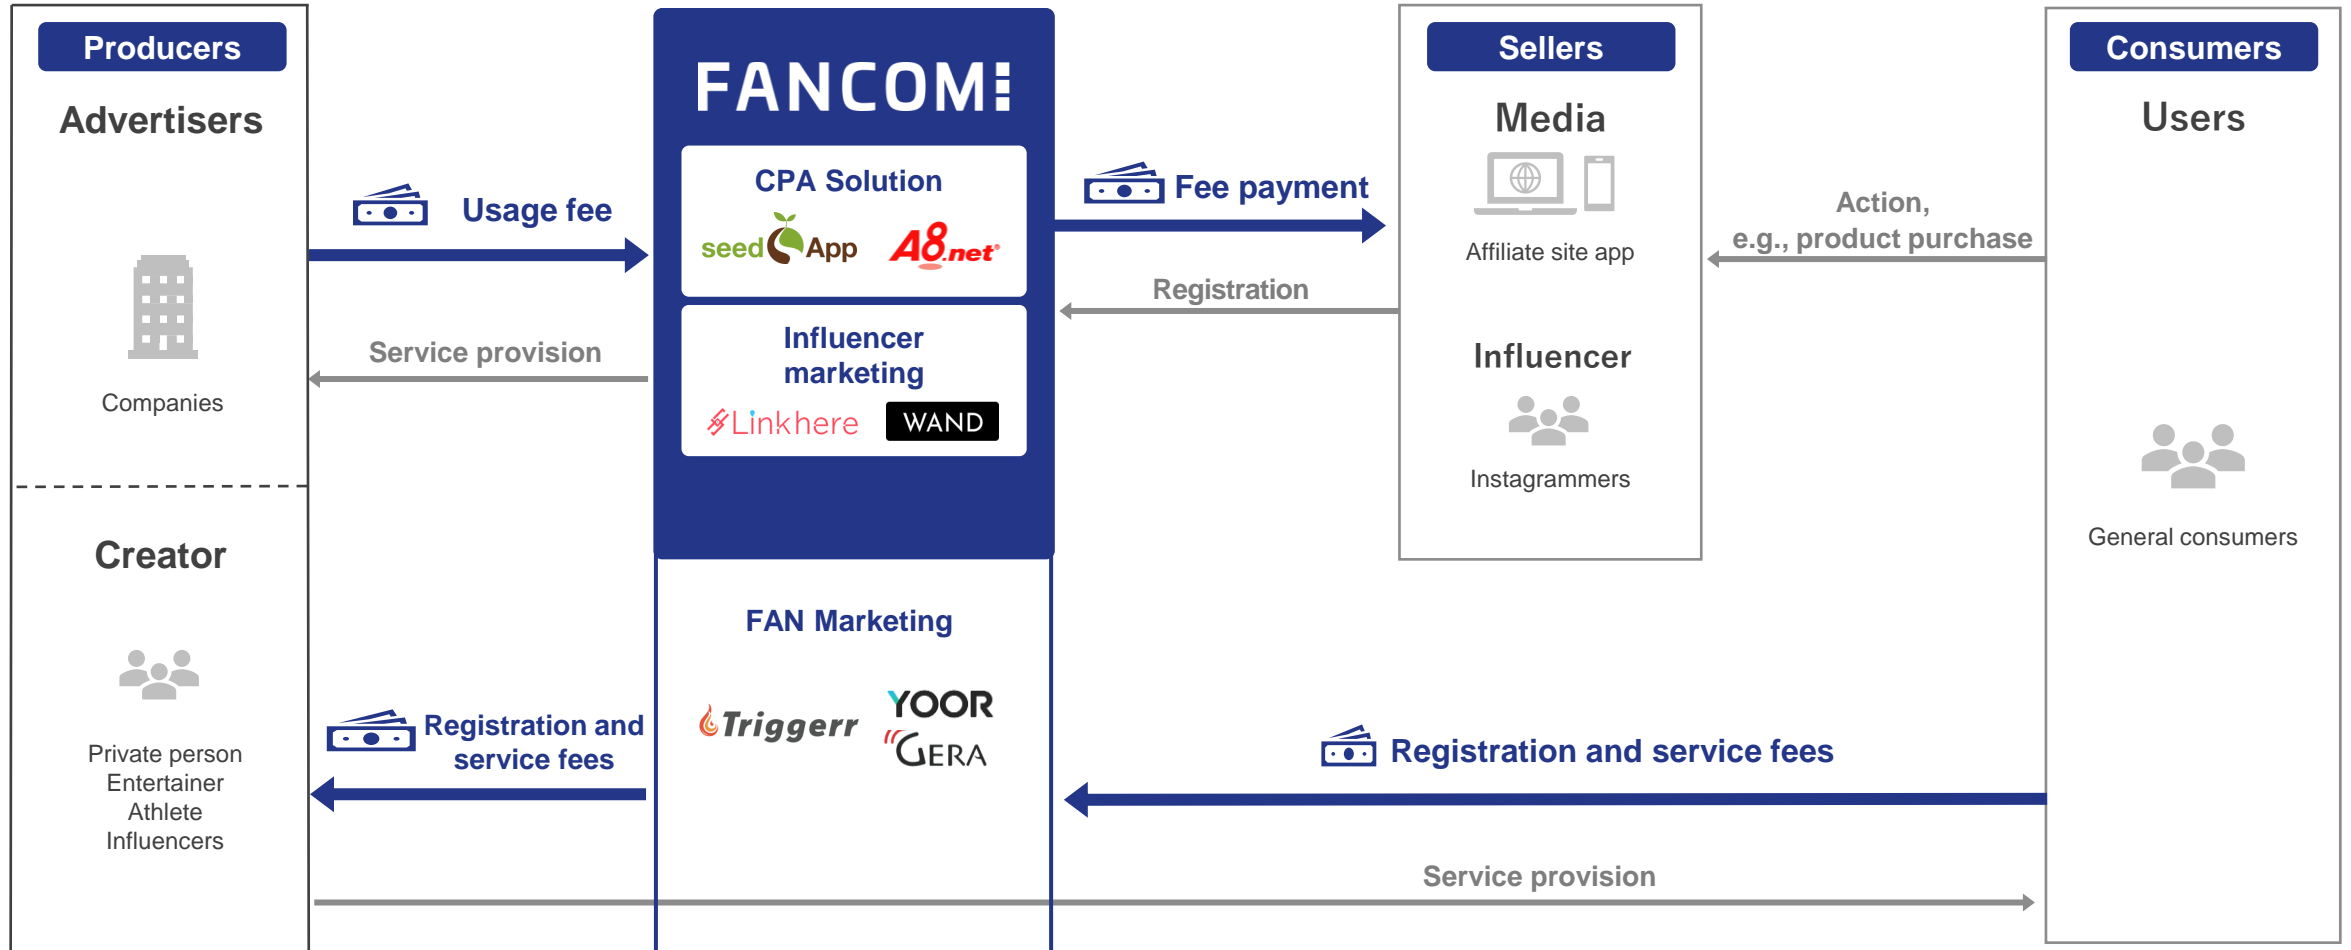 Producers
Advertisers
Companies
Creator
Private person
Entertainer
Athlete
Influencers
Usage fee
Service provision
Registration and
service fees
FANCOMI
CPA Solution
seed App
A8.net®
Influencer
marketing
Linkhere
WAND
FAN Marketing
Triggerr
YOOR
GERA
Fee payment
Registration
Sellers
Media
Affiliate site app
Influencer
Instagrammers
Action,
e.g., product purchase
Registration and service fees
Service provision
Consumers
Users
General consumers